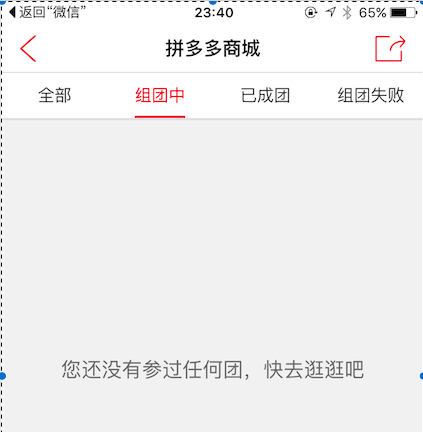 返回“微信” 23:40 65%
拼多多商城
全部 组团中 已成团 组团失败
您还没有参过任何团，快去逛逛吧